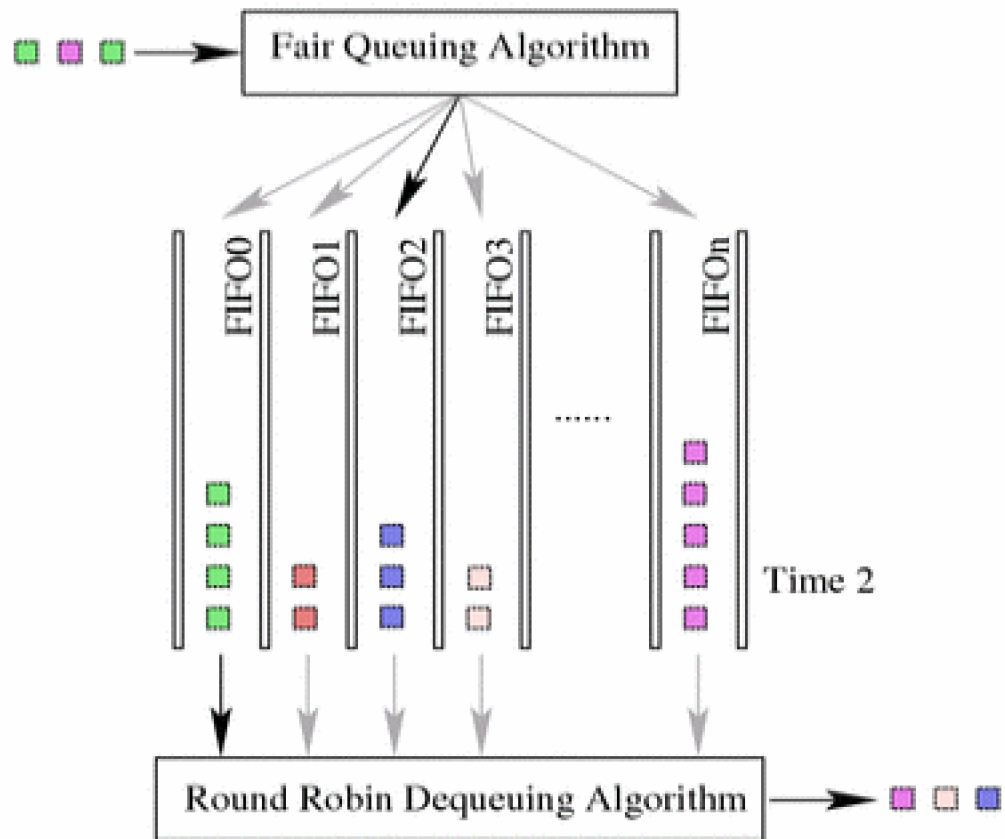 Fair Queuing Algorithm
FIFO0
FIFO1
FIFO2
FIFO3
FIFOn
......
Time 2
Round Robin Dequeuing Algorithm